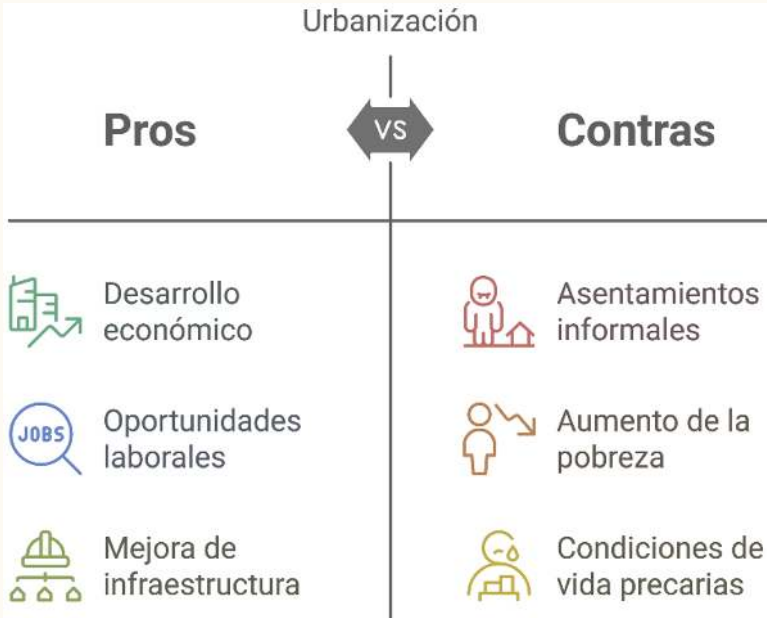 Urbanización
Pros
VS
Contras
Desarrollo
económico
JOBS
Oportunidades
laborales
Mejora de
infraestructura
Asentamientos
informales
Aumento de la
pobreza
Condiciones de
vida precarias